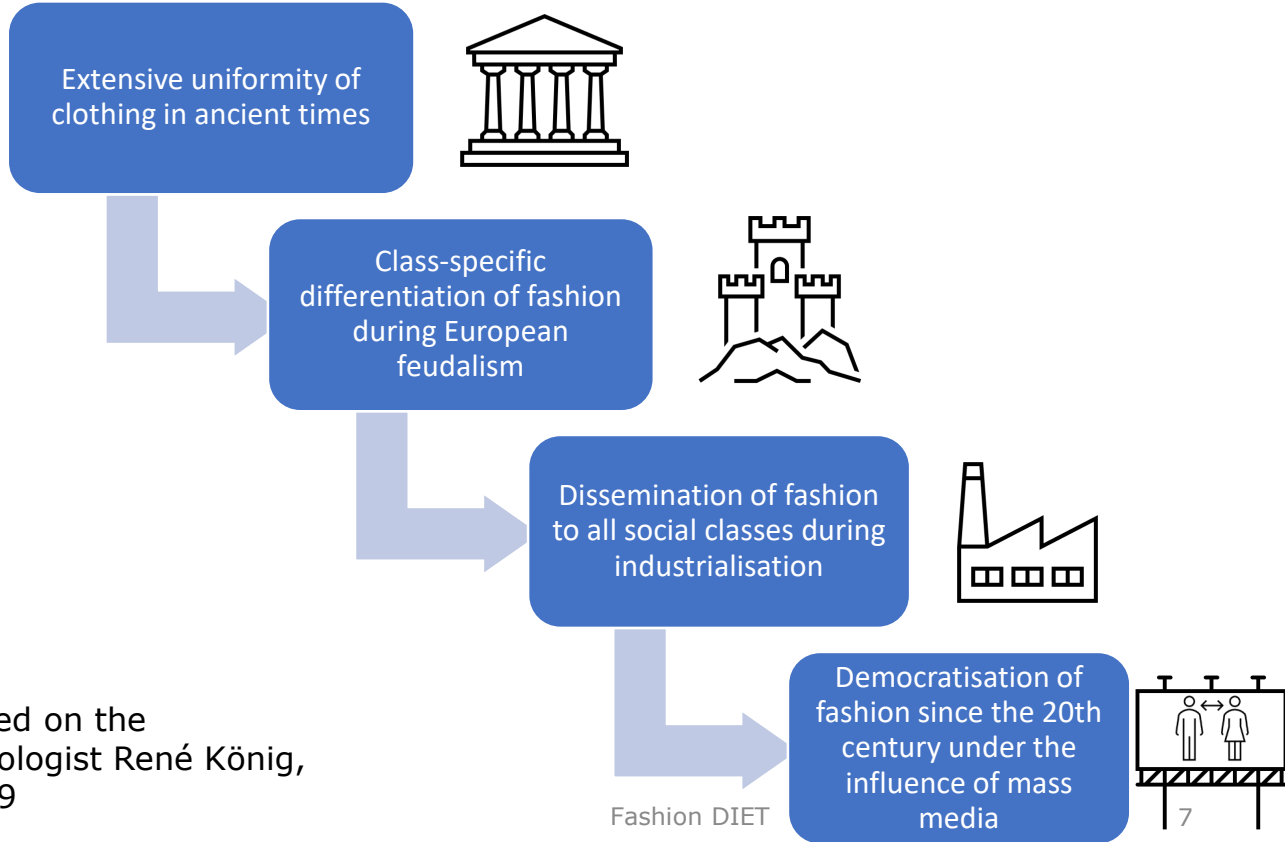 Extensive uniformity of
clothing in ancient times
Class-specific
differentiation of fashion
during European
feudalism
Dissemination of fashion
to all social classes during
industrialisation
Democratisation of
fashion since the 20th
century under the
influence of mass
media
ed on the
ologist René König,
9
Fashion DIET
7